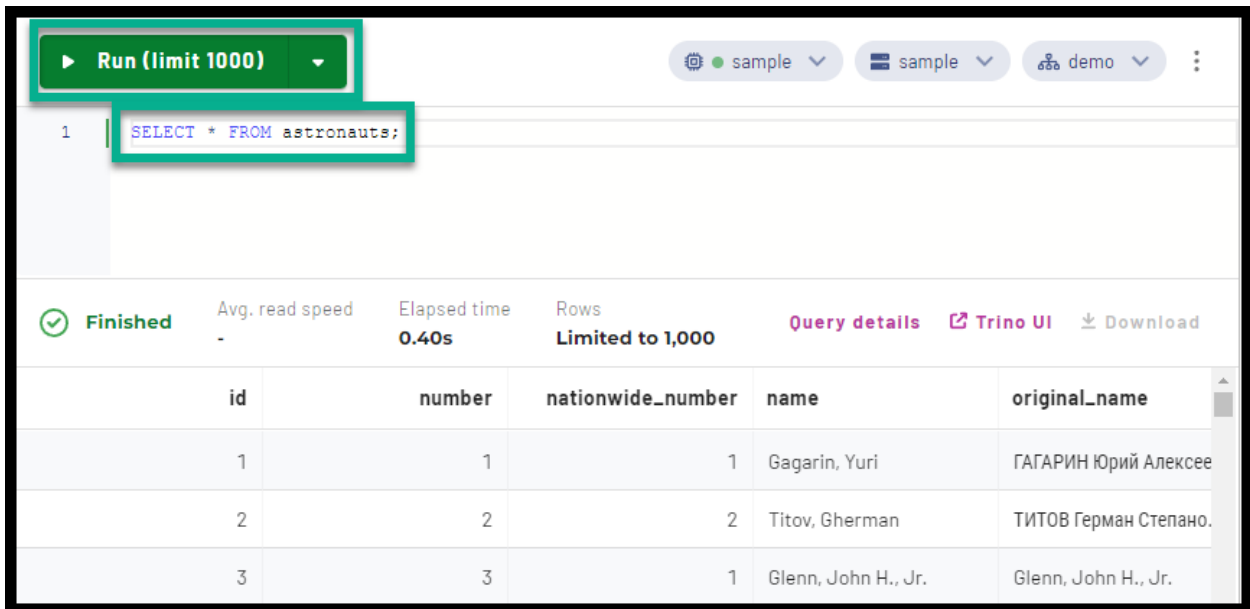 Run (limit 1000)
sample
sample
demo
1 SELECT * FROM astronauts;
Finished
Avg. read speed
-
Elapsed time
0.40s
Rows
Limited to 1,000
Query details
Trino UI
Download
id number nationwide_number name original_name
1 1 1 Gagarin, Yuri ГАГАРИН Юрий Алексее
2 2 2 Titov, Gherman ТИТОВ Герман Степано.
3 3 1 Glenn, John H., Jr. Glenn, John H., Jr.